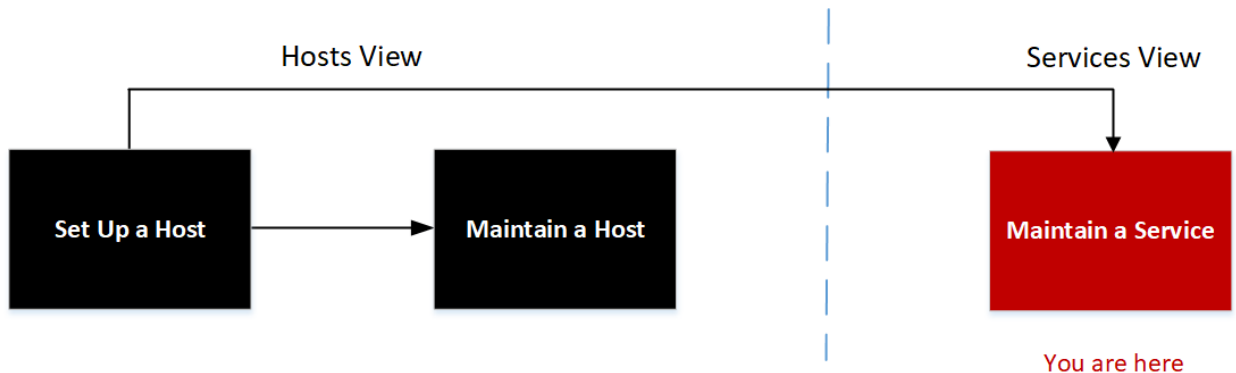 Hosts View
Services View
Set Up a Host
Maintain a Host
Maintain a Service
You are here